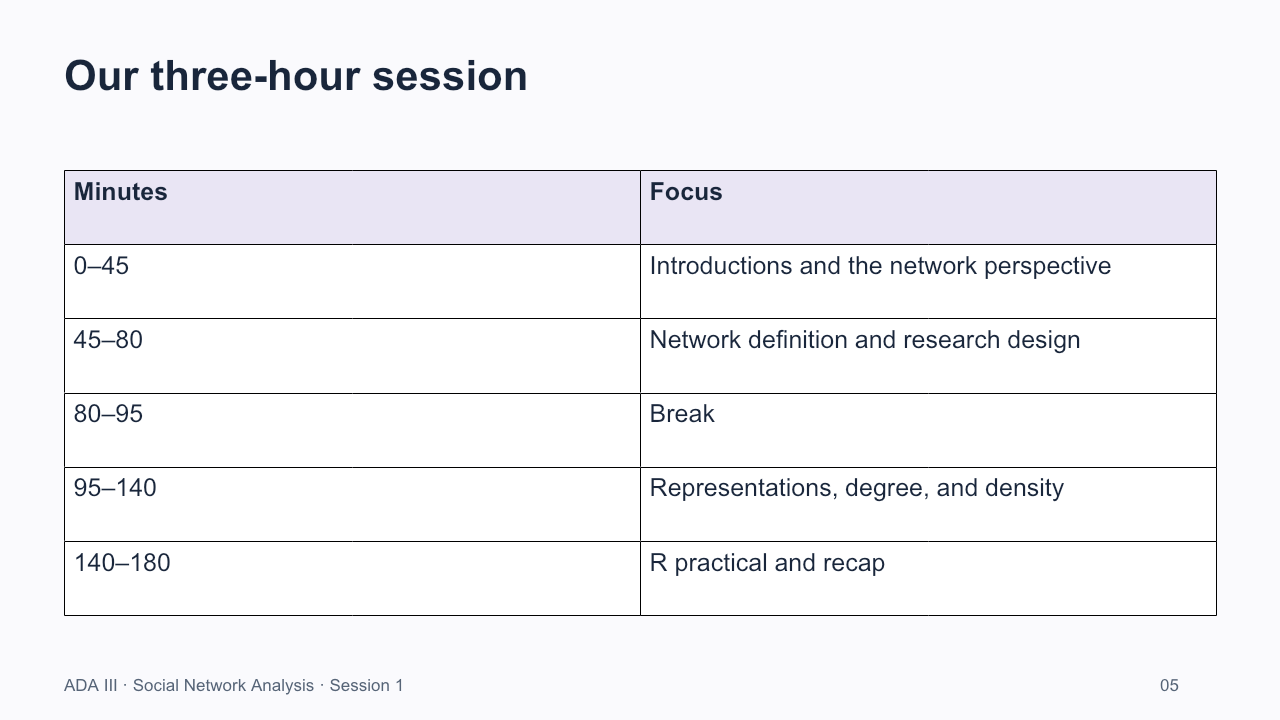 Our three-hour session
Minutes Focus
0–45 Introductions and the network perspective
45–80 Network definition and research design
80–95 Break
95–140 Representations, degree, and density
140–180 R practical and recap
ADA III · Social Network Analysis · Session 1 05